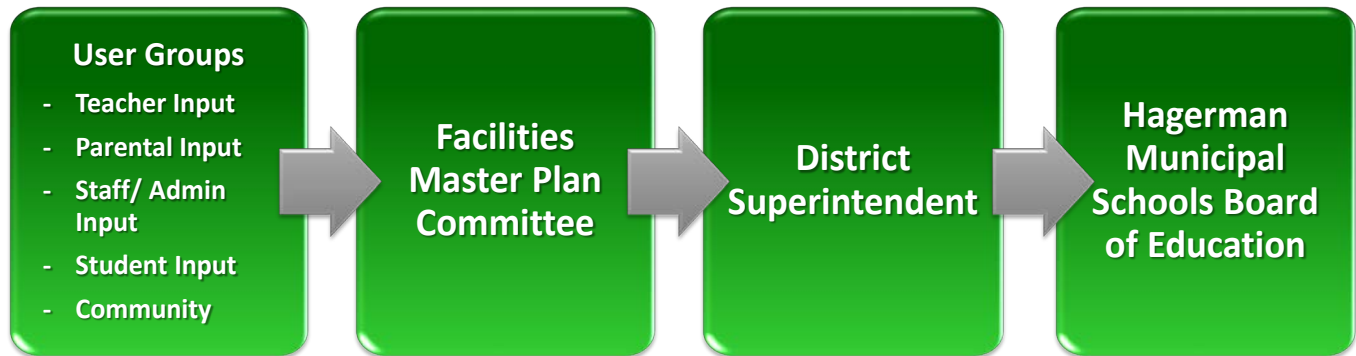 User Groups
- Teacher Input
- Parental Input
- Staff/ Admin
Input
- Student Input
- Community
Facilities
Master Plan
Committee
District
Superintendent
Hagerman
Municipal
Schools Board
of Education